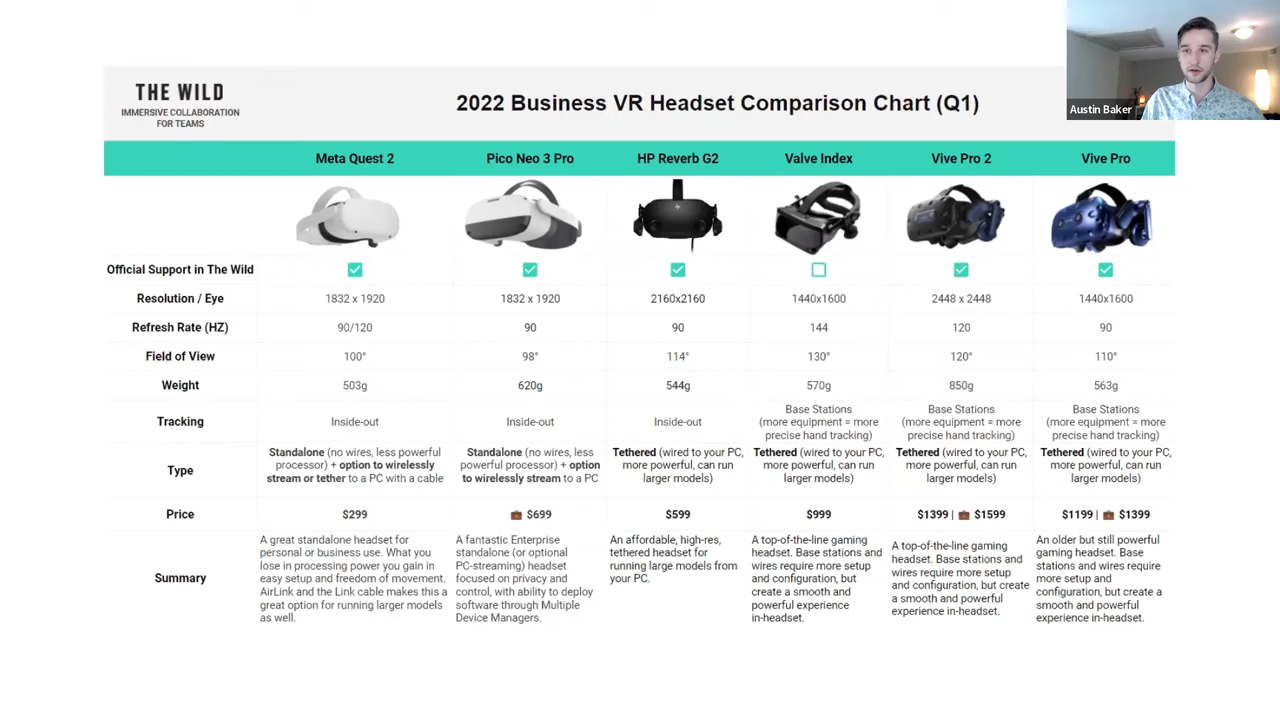 THE WILD
IMMERSIVE COLLABORATION
FOR TEAMS
2022 Business VR Headset Comparison Chart (Q1)
Austin Baker
Meta Quest 2 Pico Neo 3 Pro HP Reverb G2 Valve Index Vive Pro 2 Vive Pro
Official Support in The Wild
Resolution / Eye 1832 x 1920 1832 x 1920 2160x2160 1440x1600 2448 x 2448 1440x1600
Refresh Rate (HZ) 90/120 90 90 144 120 90
Field of View 100° 98° 114° 130° 120° 110°
Weight 503g 620g 544g 570g 850g 563g
Tracking
Inside-out
Inside-out
Inside-out
Base Stations
(more equipment = more
precise hand tracking)
Base Stations
(more equipment = more
precise hand tracking)
Base Stations
(more equipment = more
precise hand tracking)
Type
Standalone (no wires, less powerful
processor) + option to wirelessly
stream or tether to a PC with a cable
Standalone (no wires, less
powerful processor) + option
to wirelessly stream to a PC
Tethered (wired to your PC,
more powerful, can run
larger models)
Tethered (wired to your PC,
more powerful, can run
larger models)
Tethered (wired to your PC,
more powerful, can run
larger models)
Tethered (wired to your PC,
more powerful, can run
larger models)
Price $299 💼 $699 $599 $999 $1399 | 💼 $1599 $1199 | 💼 $1399
Summary
A great standalone headset for
personal or business use. What you
lose in processing power you gain in
easy setup and freedom of movement.
AirLink and the Link cable makes this a
great option for running larger models
as well.
A fantastic Enterprise
standalone (or optional
PC-streaming) headset
focused on privacy and
control, with ability to deploy
software through Multiple
Device Managers.
An affordable, high-res,
tethered headset for
running large models from
your PC.
A top-of-the-line gaming
headset. Base stations and
wires require more setup
and configuration, but
create a smooth and
powerful experience
in-headset.
A top-of-the-line gaming
headset. Base stations and
wires require more setup
and configuration, but create
a smooth and powerful
experience in-headset.
An older but still powerful
gaming headset. Base
stations and wires require
more setup and
configuration, but create a
smooth and powerful
experience in-headset.